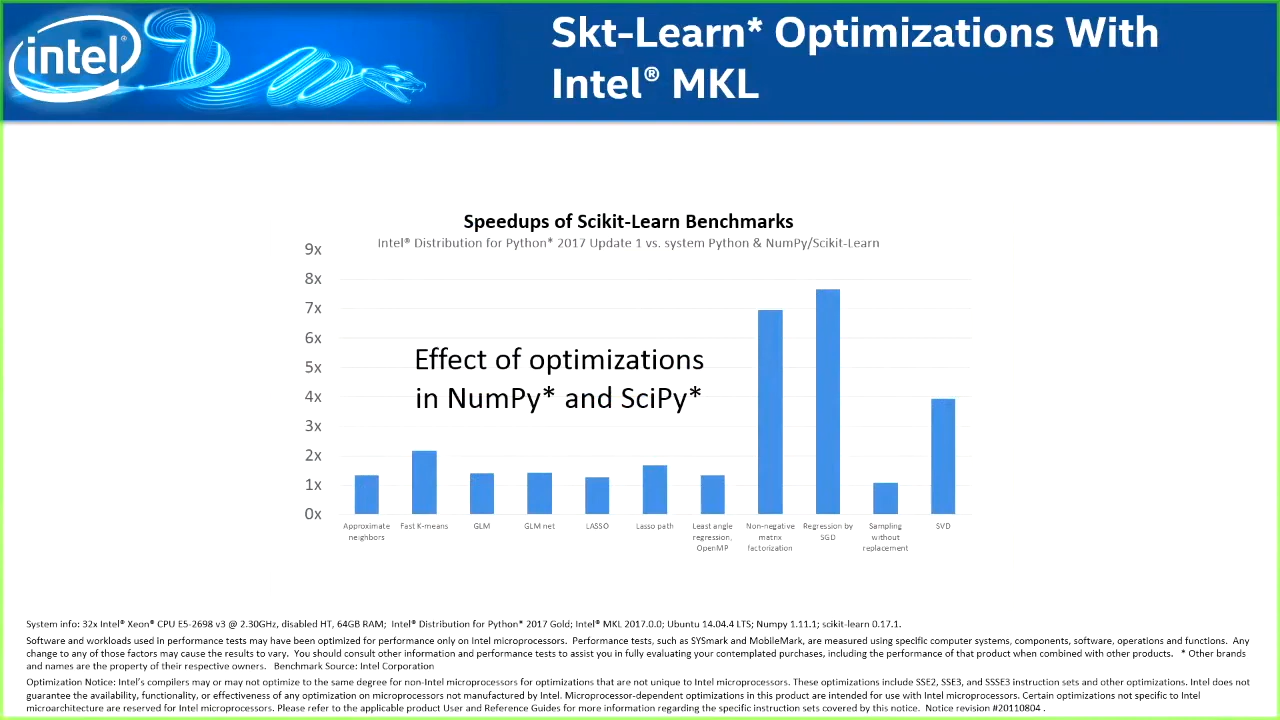 intel®
Skt-Learn* Optimizations With
Intel® MKL
Speedups of Scikit-Learn Benchmarks
Intel® Distribution for Python* 2017 Update 1 vs. system Python & NumPy/Scikit-Learn
9x
8x
7x
6x
5x
4x
3x
2x
1x
0x
Effect of optimizations
in NumPy* and SciPy*
Approximate
neighbors
Fast K-means
GLM
GLM net
LASSO
Lasso path
Least angle
regression,
OpenMP
Non-negative
matrix
factorization
Regression by
SGD
Sampling
without
replacement
SVD
System info: 32x Intel® Xeon® CPU E5-2698 v3 @ 2.30GHz, disabled HT, 64GB RAM; Intel® Distribution for Python* 2017 Gold; Intel® MKL 2017.0.0; Ubuntu 14.04.4 LTS; Numpy 1.11.1; scikit-learn 0.17.1.
Software and workloads used in performance tests may have been optimized for performance only on Intel microprocessors. Performance tests, such as SYSmark and MobileMark, are measured using specific computer systems, components, software, operations and functions. Any
change to any of those factors may cause the results to vary. You should consult other information and performance tests to assist you in fully evaluating your contemplated purchases, including the performance of that product when combined with other products. * Other brands
and names are the property of their respective owners. Benchmark Source: Intel Corporation
Optimization Notice: Intel's compilers may or may not optimize to the same degree for non-Intel microprocessors for optimizations that are not unique to Intel microprocessors. These optimizations include SSE2, SSE3, and SSSE3 instruction sets and other optimizations. Intel does not
guarantee the availability, functionality, or effectiveness of any optimization on microprocessors not manufactured by Intel. Microprocessor-dependent optimizations in this product are intended for use with Intel microprocessors. Certain optimizations not specific to Intel
microarchitecture are reserved for Intel microprocessors. Please refer to the applicable product User and Reference Guides for more information regarding the specific instruction sets covered by this notice. Notice revision #20110804 .